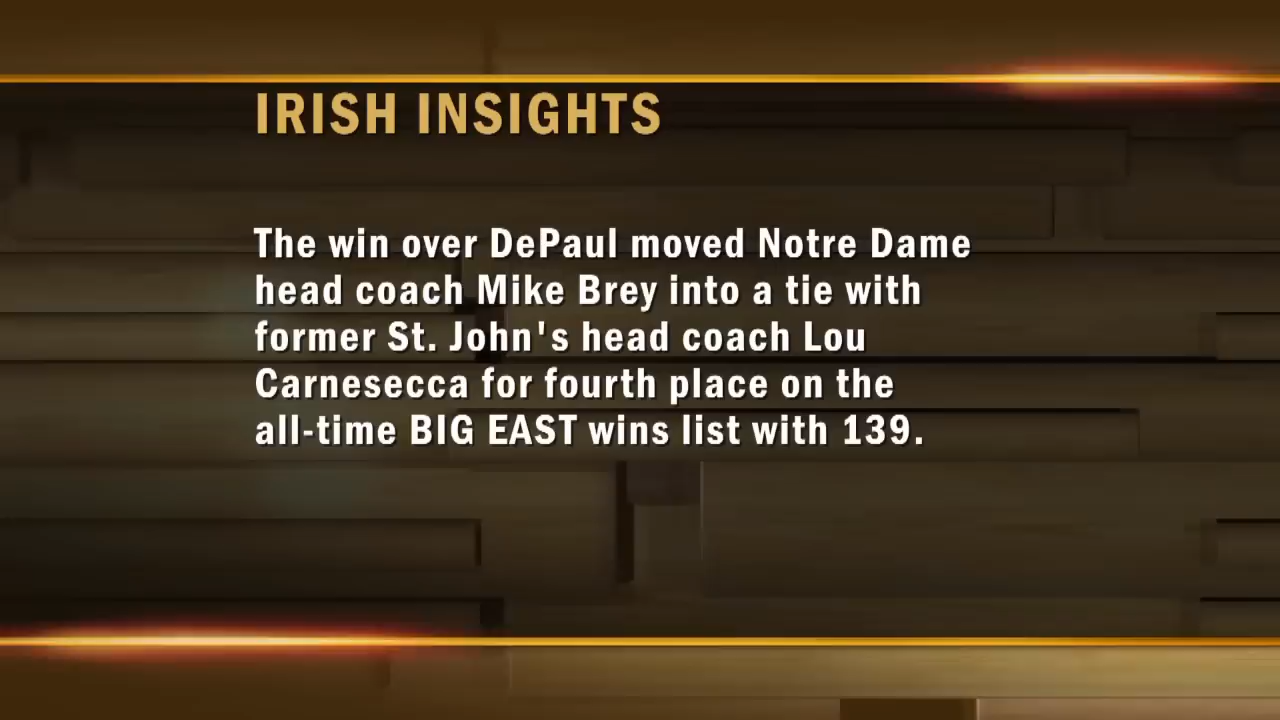 IRISH INSIGHTS
The win over DePaul moved Notre Dame
head coach Mike Brey into a tie with
former St. John's head coach Lou
Carnesecca for fourth place on the
all-time BIG EAST wins list with 139.